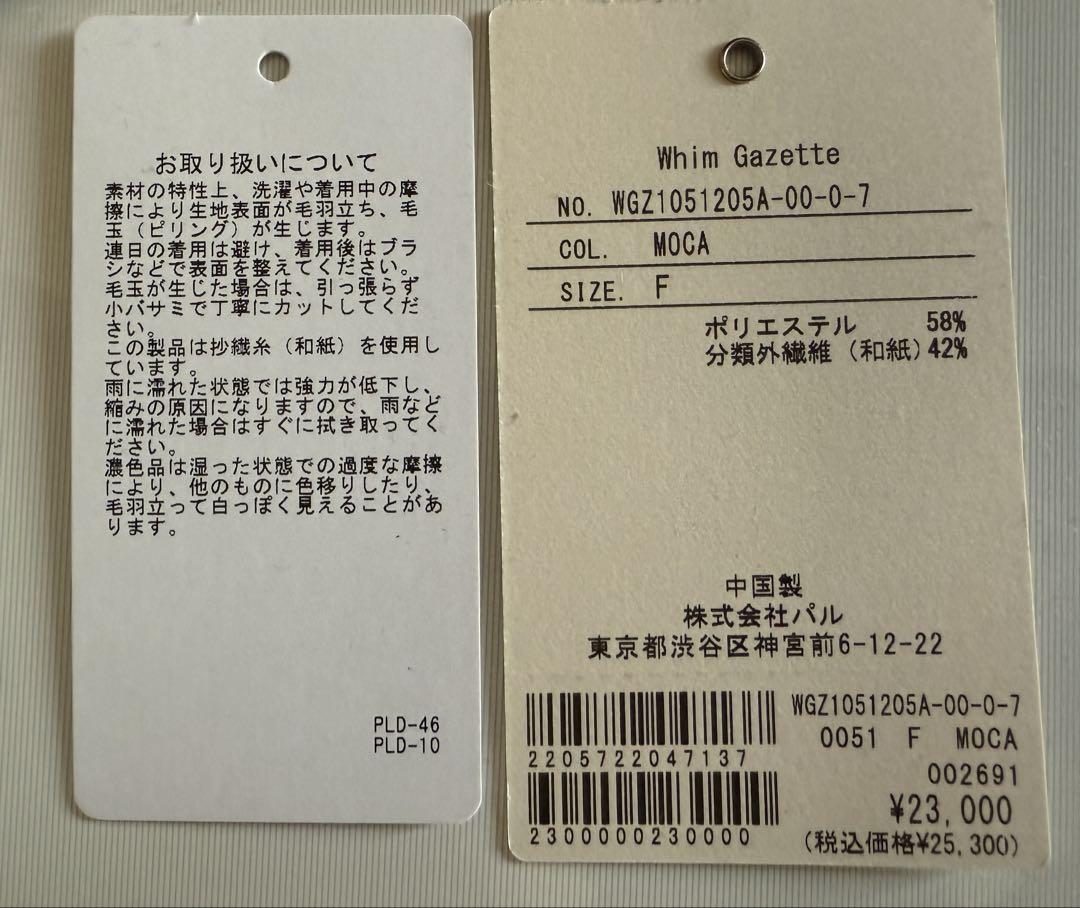 お取り扱いについて
素材の特性上、洗濯や着用中の摩
擦により生地表面が毛羽立ち、毛
玉（ピリング）が生じます。
連日の着用は避け、着用後はブラ
シなどで表面を整えてください。
毛玉が生じた場合は、引っ張らず
小バサミで丁寧にカットしてくだ
さい。
この製品は抄繊糸（和紙）を使用し
ています。
雨に濡れた状態では強力が低下し、
縮みの原因になりますので、雨など
に濡れた場合はすぐに拭き取ってく
ださい。
濃色品は湿った状態での過度な摩擦
により、他のものに色移りしたり、
毛羽立って白っぽく見えることがあ
ります。
PLD-46
PLD-10
Whim Gazette
NO. WGZ1051205A-00-0-7
COL. MOCA
SIZE. F
ポリエステル 58%
分類外繊維（和紙）42%
中国製
株式会社パル
東京都渋谷区神宮前6-12-22
WGZ1051205A-00-0-7
2205722047137
0051 F MOCA
002691
¥23,000
2300000230000
(税込価格¥25,300)